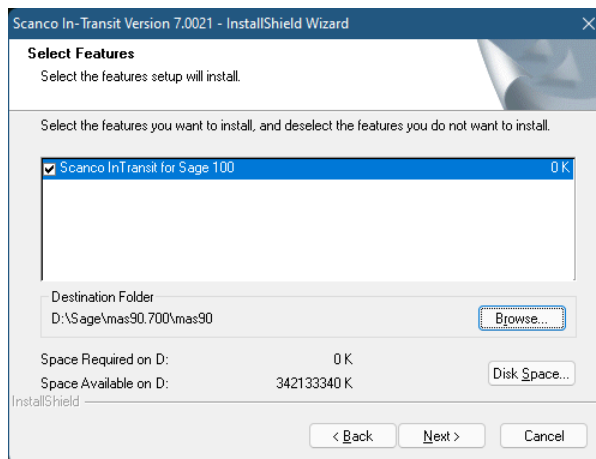 Scanco In-Transit Version 7.0021 - InstallShield Wizard
Select Features
Select the features setup will install.
Select the features you want to install, and deselect the features you do not want to install.
Scanco InTransit for Sage 100 0 K
Destination Folder
D:\Sage\mas90.700\mas90
Browse...
Space Required on D: 0 K
Space Available on D: 342133340 K
Disk Space...
InstallShield
< Back Next > Cancel